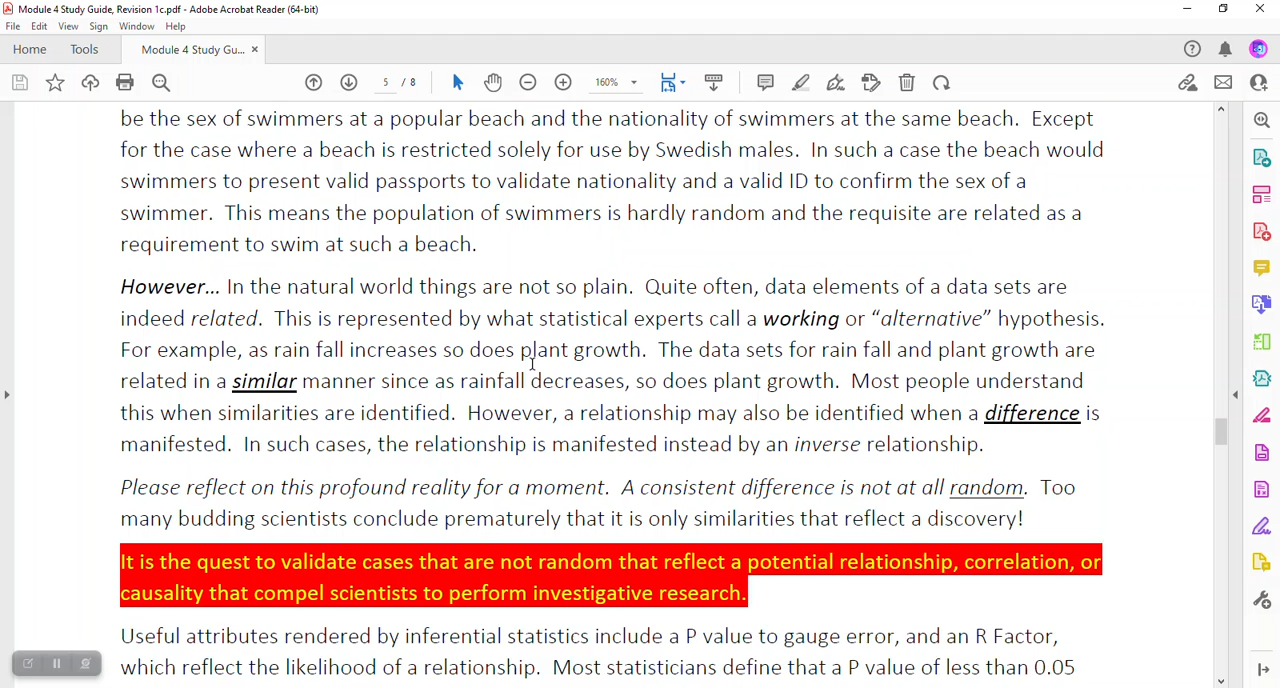 Module 4 Study Guide, Revision 1c.pdf - Adobe Acrobat Reader (64-bit)
File Edit View Sign Window Help
Home Tools Module 4 Study Gu... ×
5 / 8 160%
be the sex of swimmers at a popular beach and the nationality of swimmers at the same beach. Except
for the case where a beach is restricted solely for use by Swedish males. In such a case the beach would
swimmers to present valid passports to validate nationality and a valid ID to confirm the sex of a
swimmer. This means the population of swimmers is hardly random and the requisite are related as a
requirement to swim at such a beach.
However... In the natural world things are not so plain. Quite often, data elements of a data sets are
indeed related. This is represented by what statistical experts call a working or "alternative" hypothesis.
For example, as rain fall increases so does plant growth. The data sets for rain fall and plant growth are
related in a similar manner since as rainfall decreases, so does plant growth. Most people understand
this when similarities are identified. However, a relationship may also be identified when a difference is
manifested. In such cases, the relationship is manifested instead by an inverse relationship.
Please reflect on this profound reality for a moment. A consistent difference is not at all random. Too
many budding scientists conclude prematurely that it is only similarities that reflect a discovery!
It is the quest to validate cases that are not random that reflect a potential relationship, correlation, or
causality that compel scientists to perform investigative research.
Useful attributes rendered by inferential statistics include a P value to gauge error, and an R Factor,
which reflect the likelihood of a relationship. Most statisticians define that a P value of less than 0.05